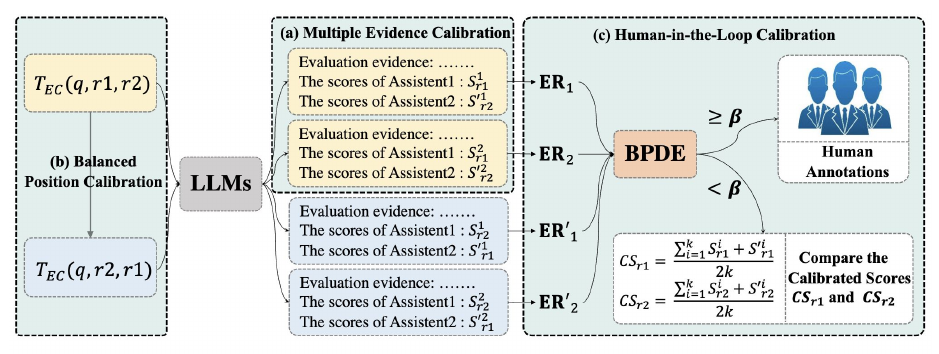 T_EC(q, r1, r2)
(b) Balanced
Position Calibration
T_EC(q, r2, r1)
LLMs
(a) Multiple Evidence Calibration
Evaluation evidence: .......
The scores of Assistent1 : S^1_r1
The scores of Assistent2 : S'^1_r2
Evaluation evidence: .......
The scores of Assistent1 : S^2_r1
The scores of Assistent2 : S'^2_r2
Evaluation evidence: .......
The scores of Assistent1 : S^1_r2
The scores of Assistent2 : S'^1_r1
Evaluation evidence: .......
The scores of Assistent1 : S^2_r2
The scores of Assistent2 : S'^2_r1
ER_1
ER_2
ER'_1
ER'_2
(c) Human-in-the-Loop Calibration
BPDE
≥ β
< β
Human
Annotations
CS_r1 = ∑^k_i=1 S^i_r1 + S'^i_r1 / 2k
CS_r2 = ∑^k_i=1 S^i_r2 + S'^i_r2 / 2k
Compare the
Calibrated Scores
CS_r1 and CS_r2